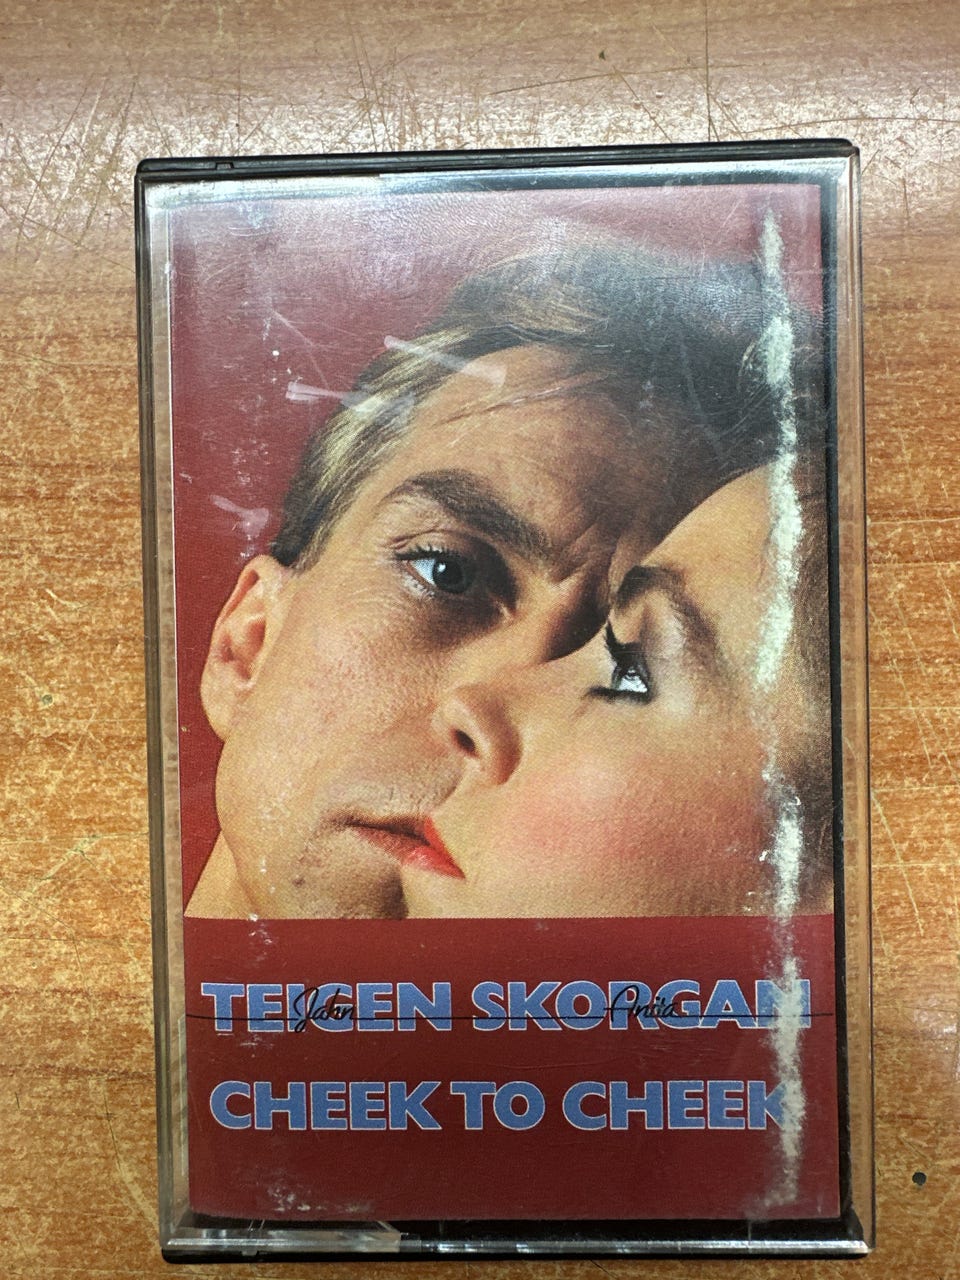 TEIGEN SKORGAN
Jahn Anita
CHEEK TO CHEEK